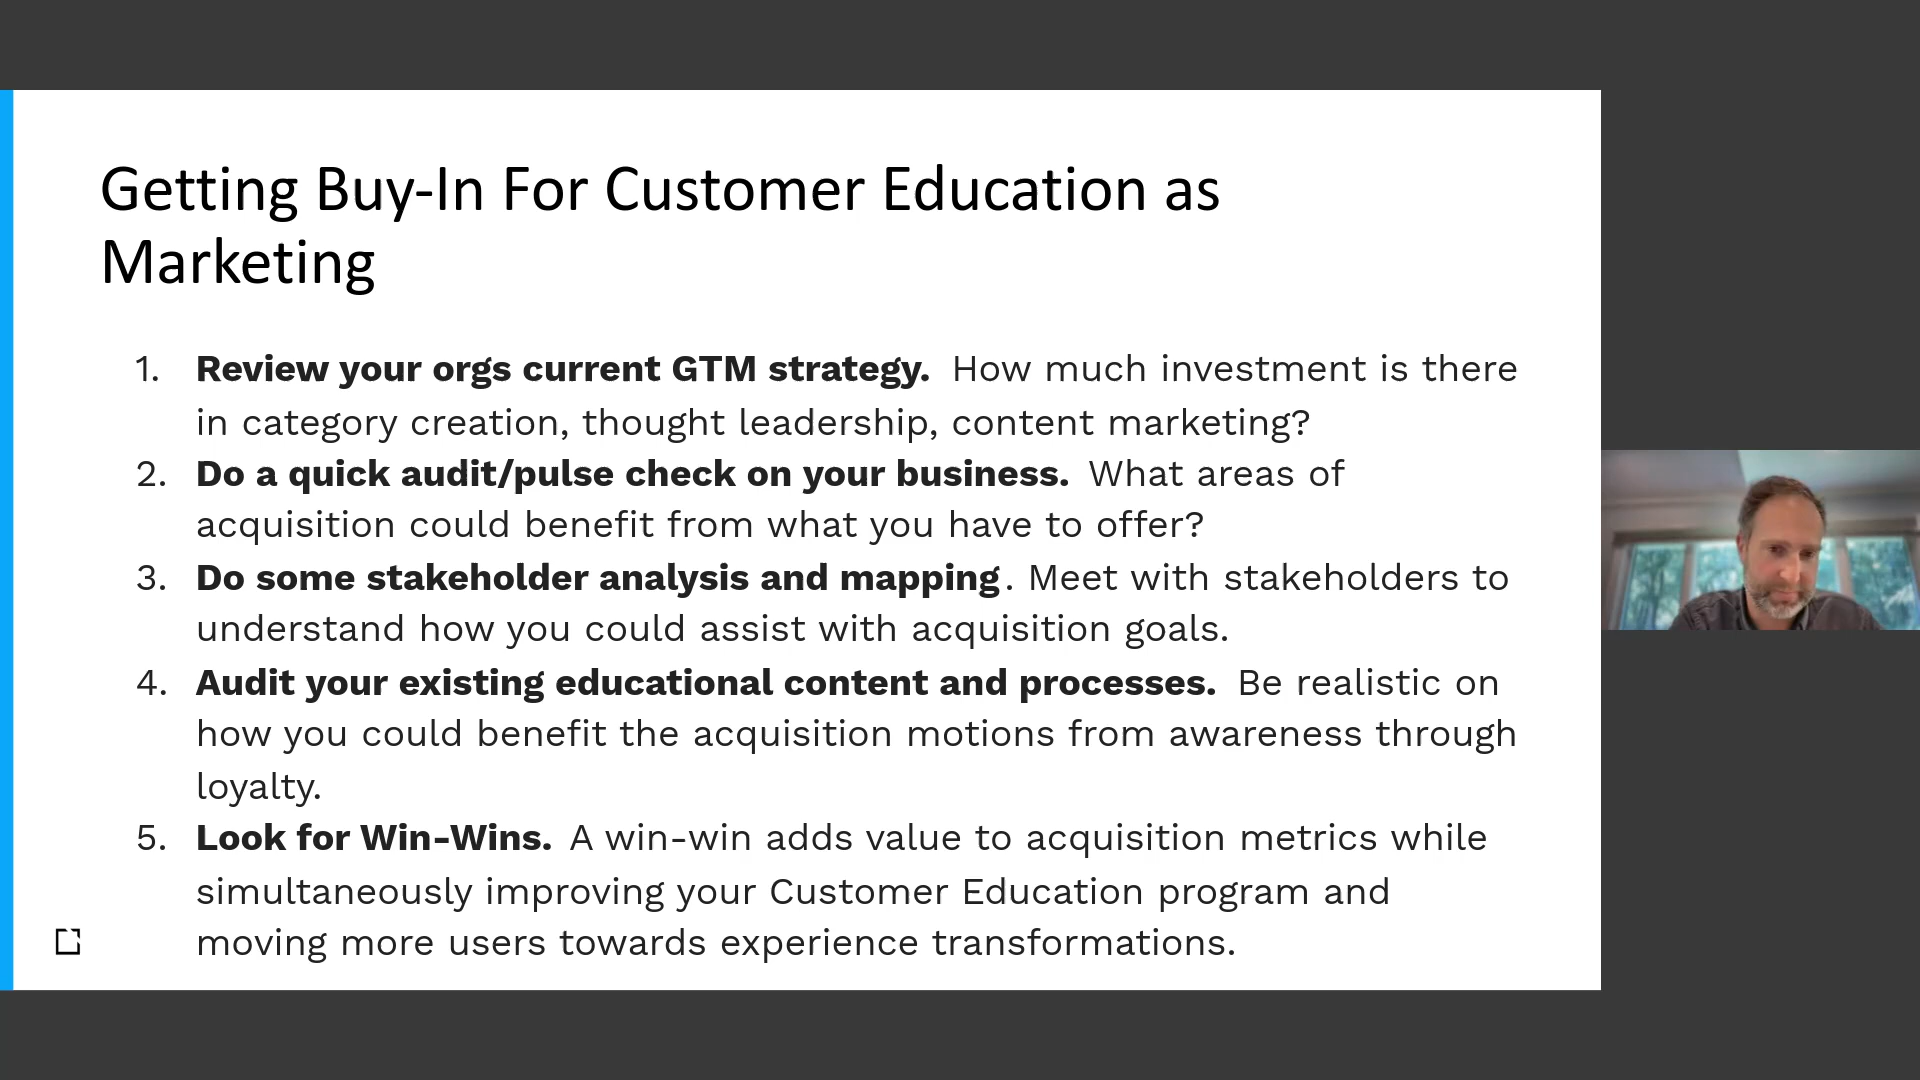 Getting Buy-In For Customer Education as
Marketing
1. Review your orgs current GTM strategy. How much investment is there
in category creation, thought leadership, content marketing?
2. Do a quick audit/pulse check on your business. What areas of
acquisition could benefit from what you have to offer?
3. Do some stakeholder analysis and mapping. Meet with stakeholders to
understand how you could assist with acquisition goals.
4. Audit your existing educational content and processes. Be realistic on
how you could benefit the acquisition motions from awareness through
loyalty.
5. Look for Win-Wins. A win-win adds value to acquisition metrics while
simultaneously improving your Customer Education program and
moving more users towards experience transformations.